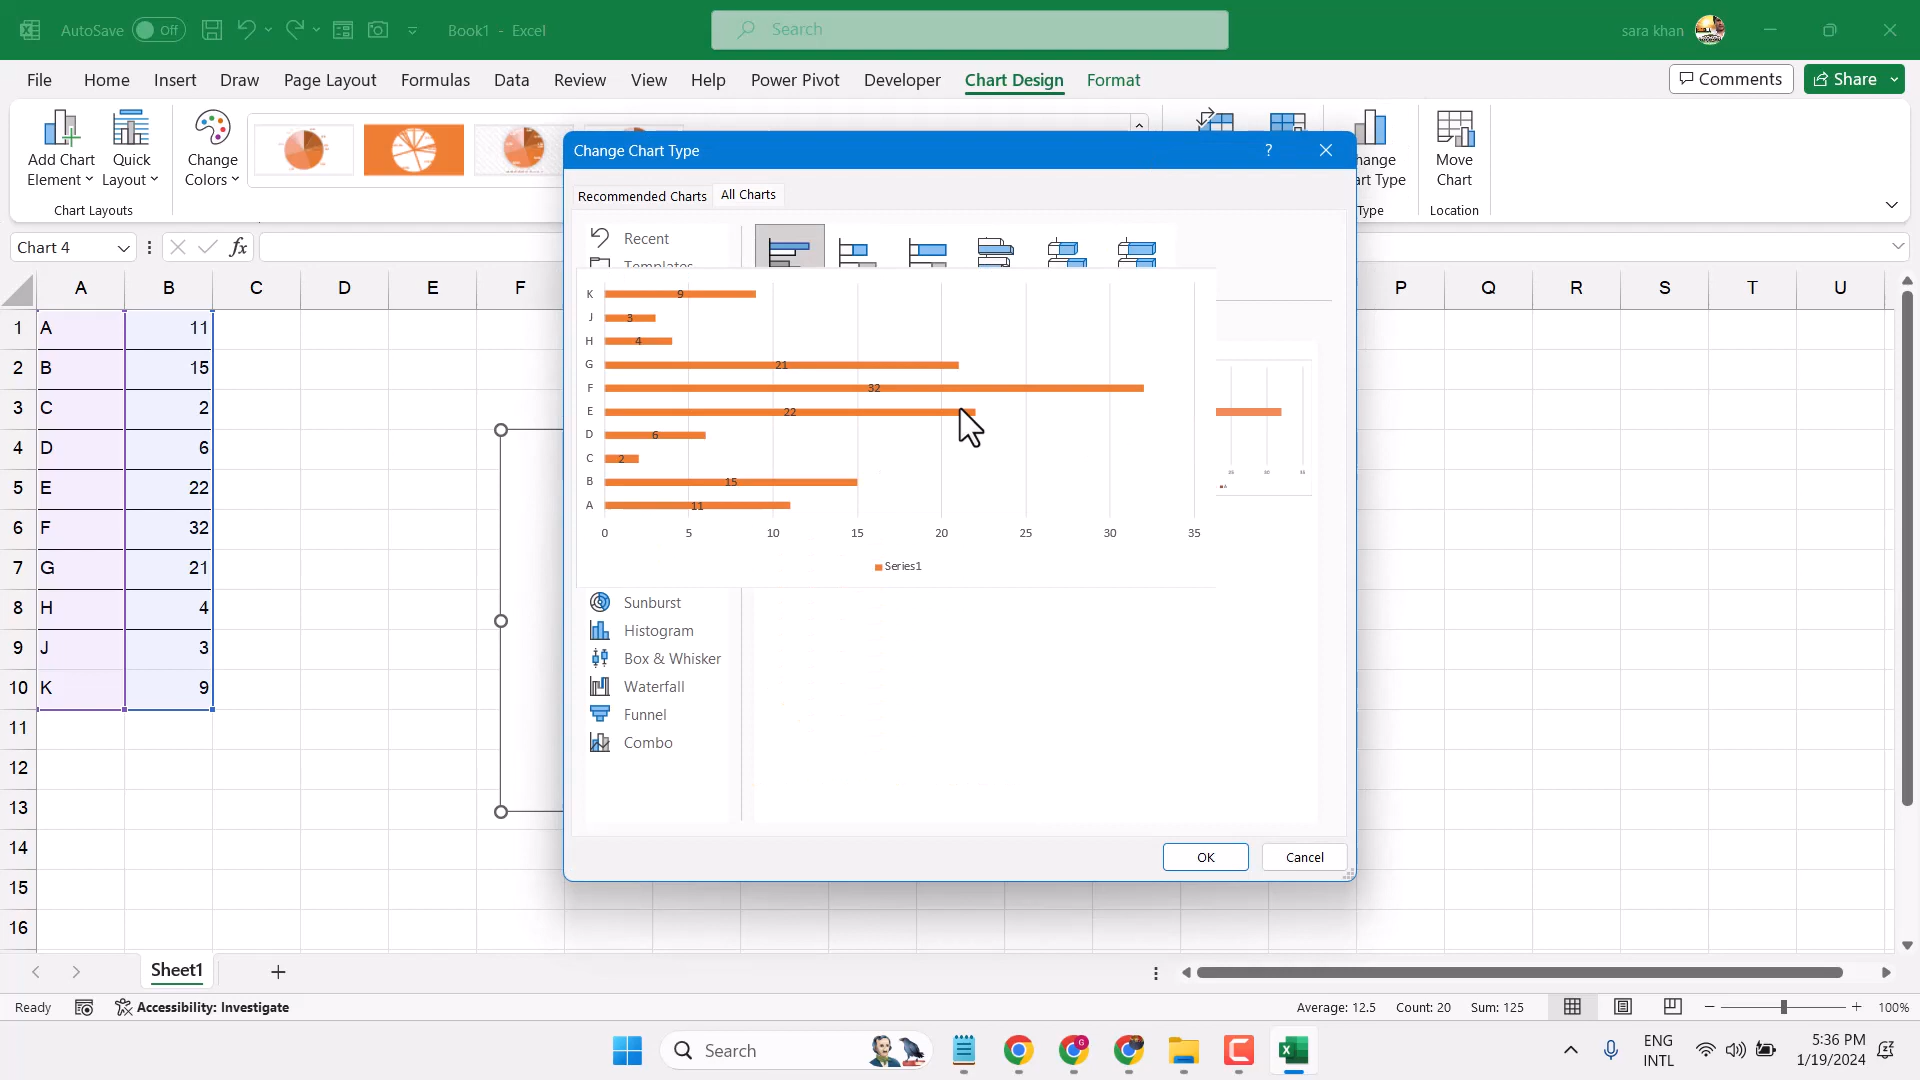 AutoSave Off Book1 - Excel Search sara khan
File Home Insert Draw Page Layout Formulas Data Review View Help Power Pivot Developer Chart Design Format Comments Share
Add Chart Element
Quick Layout
Change Colors
Chart Layouts
Move Chart
Location
Type
Change Chart Type ?
Recommended Charts All Charts
Recent
Templates
Chart 4 fx
A B C D E F P Q R S T U
1 A 11
2 B 15
3 C 2
4 D 6
5 E 22
6 F 32
7 G 21
8 H 4
9 J 3
10 K 9
11
12
13
14
15
16
K 9
J 3
H 4
G 21
F 32
E 22
D 6
C 2
B 15
A 11
0 5 10 15 20 25 30 35
Series1
Sunburst
Histogram
Box & Whisker
Waterfall
Funnel
Combo
OK Cancel
Sheet1
Ready Accessibility: Investigate Average: 12.5 Count: 20 Sum: 125 100%
Search
ENG
INTL
5:36 PM
1/19/2024